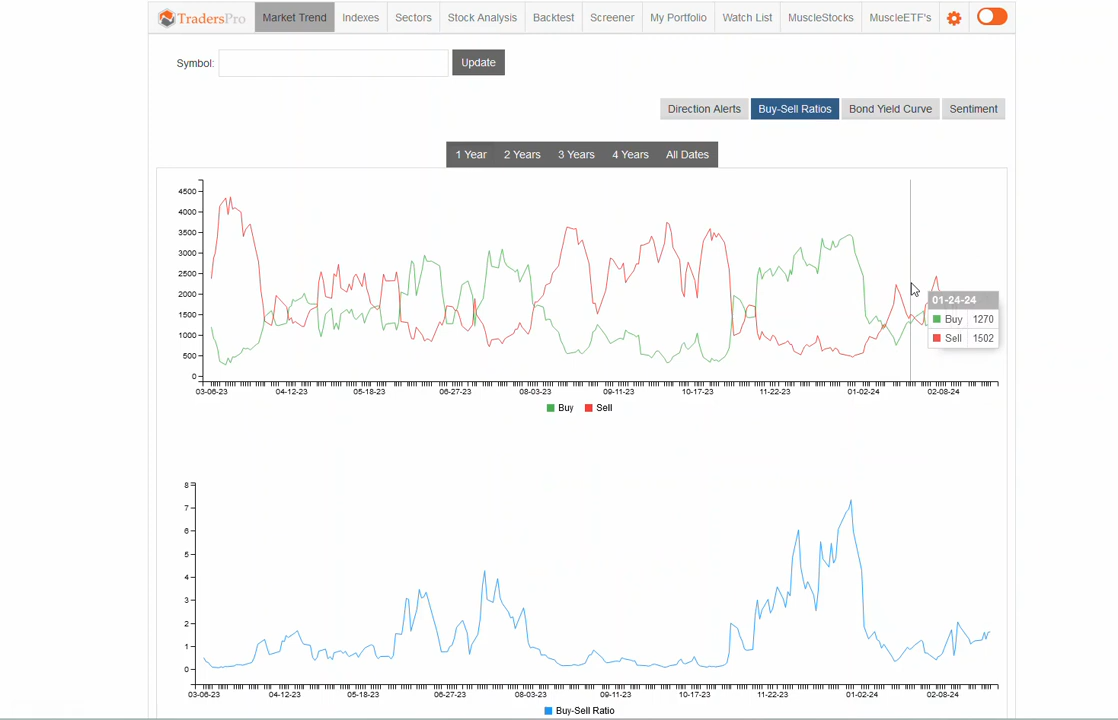 TradersPro Market Trend Indexes Sectors Stock Analysis Backtest Screener My Portfolio Watch List MuscleStocks MuscleETF's
Symbol: Update
Direction Alerts Buy-Sell Ratios Bond Yield Curve Sentiment
1 Year 2 Years 3 Years 4 Years All Dates
4500
4000
3500
3000
2500
2000
1500
1000
500
0
01-24-24
Buy 1270
Sell 1502
03-06-23 04-12-23 05-18-23 06-27-23 08-03-23 09-11-23 10-17-23 11-22-23 01-02-24 02-08-24
Buy Sell
8
7
6
5
4
3
2
1
0
03-06-23 04-12-23 05-18-23 06-27-23 08-03-23 09-11-23 10-17-23 11-22-23 01-02-24 02-08-24
Buy-Sell Ratio